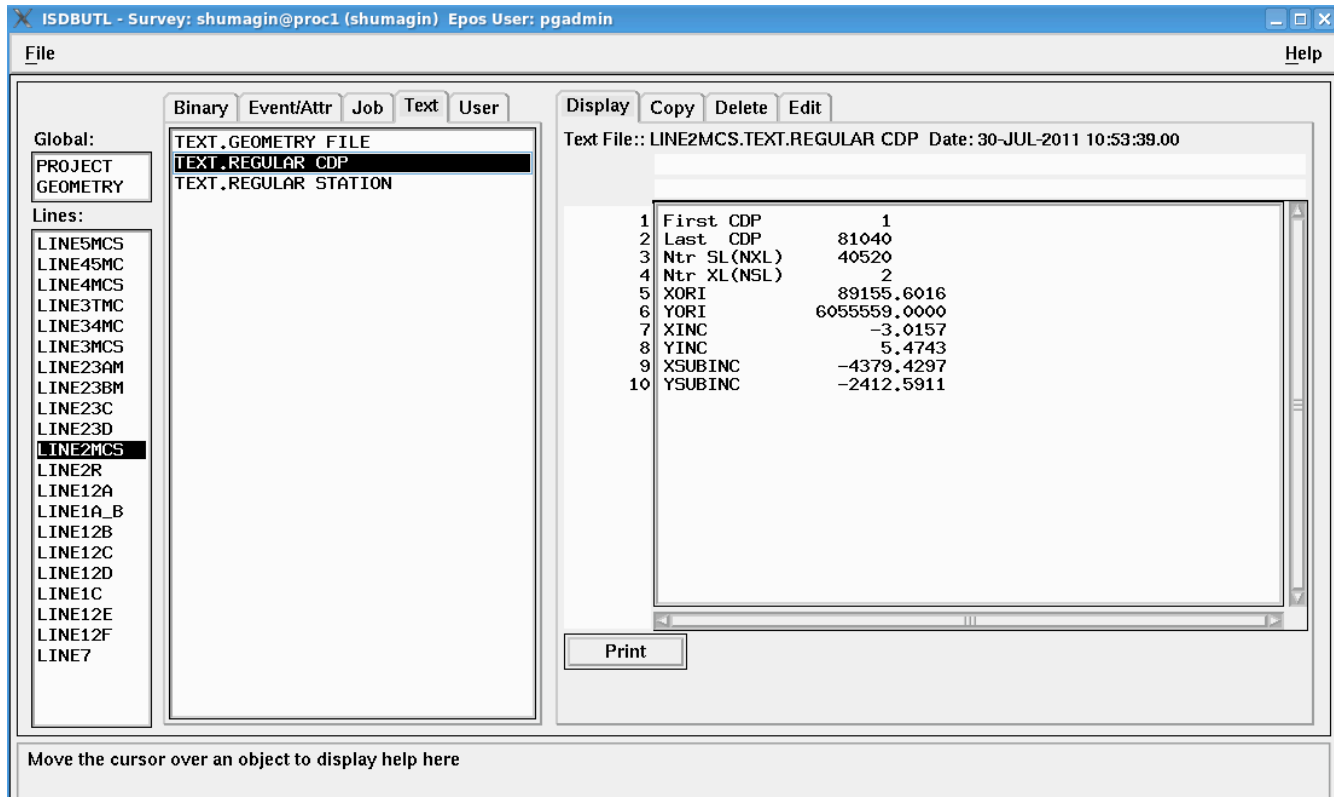 ISDBUTL - Survey: shumagin@proc1 (shumagin) Epos User: pgadmin
File Help
Binary Event/Attr Job Text User
Display Copy Delete Edit
Global:
PROJECT
GEOMETRY
Lines:
LINE5MCS
LINE45MC
LINE4MCS
LINE3TMC
LINE34MC
LINE3MCS
LINE23AM
LINE23BM
LINE23C
LINE23D
LINE2MCS
LINE2R
LINE12A
LINE1A_B
LINE12B
LINE12C
LINE12D
LINE1C
LINE12E
LINE12F
LINE7
TEXT.GEOMETRY FILE
TEXT.REGULAR CDP
TEXT.REGULAR STATION
Text File:: LINE2MCS.TEXT.REGULAR CDP Date: 30-JUL-2011 10:53:39.00
1 First CDP 1
2 Last CDP 81040
3 Ntr SL(NXL) 40520
4 Ntr XL(NSL) 2
5 XORI 89155.6016
6 YORI 6055559.0000
7 XINC -3.0157
8 YINC 5.4743
9 XSUBINC -4379.4297
10 YSUBINC -2412.5911
Print
Move the cursor over an object to display help here